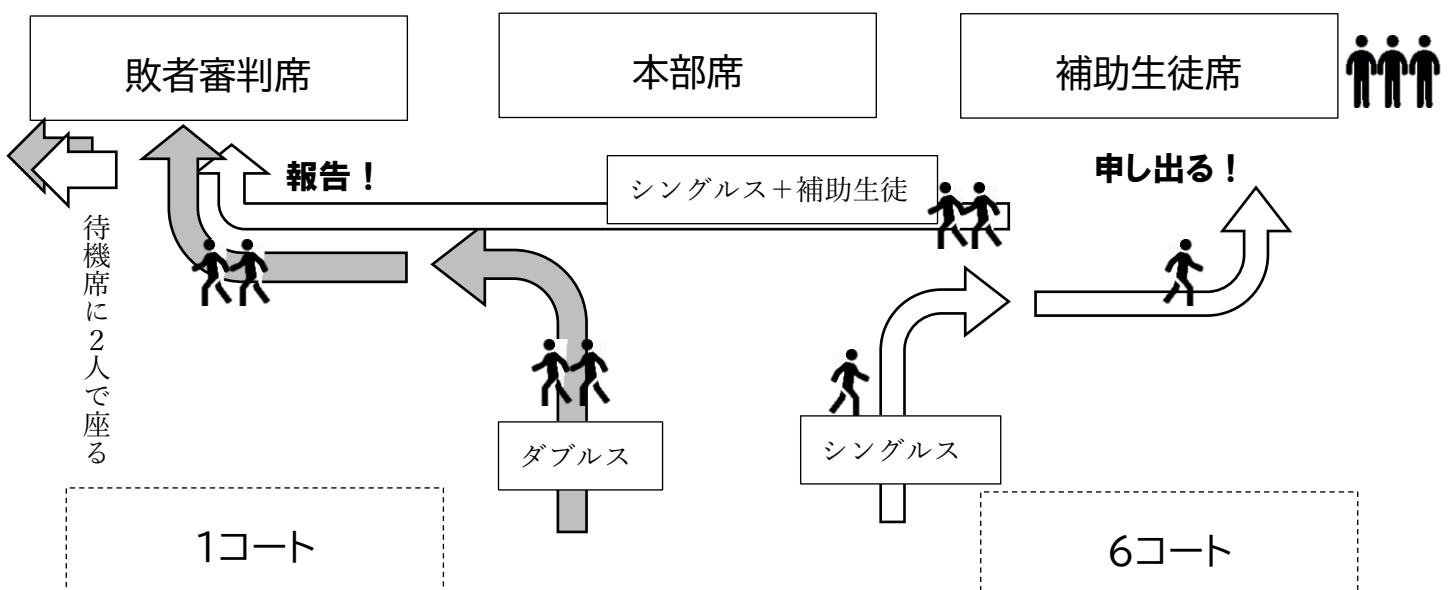 敗者審判席
本部席
補助生徒席
報告！
シングルス＋補助生徒
申し出る！
待機席に２人で座る
ダブルス
シングルス
1コート
6コート